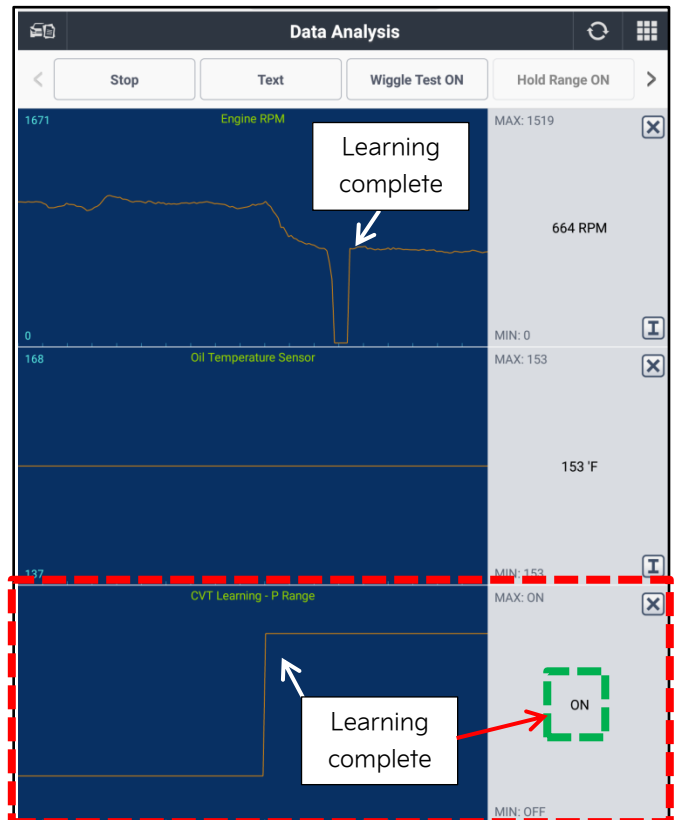 Data Analysis
Stop
Text
Wiggle Test ON
Hold Range ON
1671
Engine RPM
MAX: 1519
Learning
complete
664 RPM
0
MIN: 0
168
Oil Temperature Sensor
MAX: 153
153 'F
137
MIN: 153
CVT Learning - P Range
MAX: ON
ON
Learning
complete
MIN: OFF